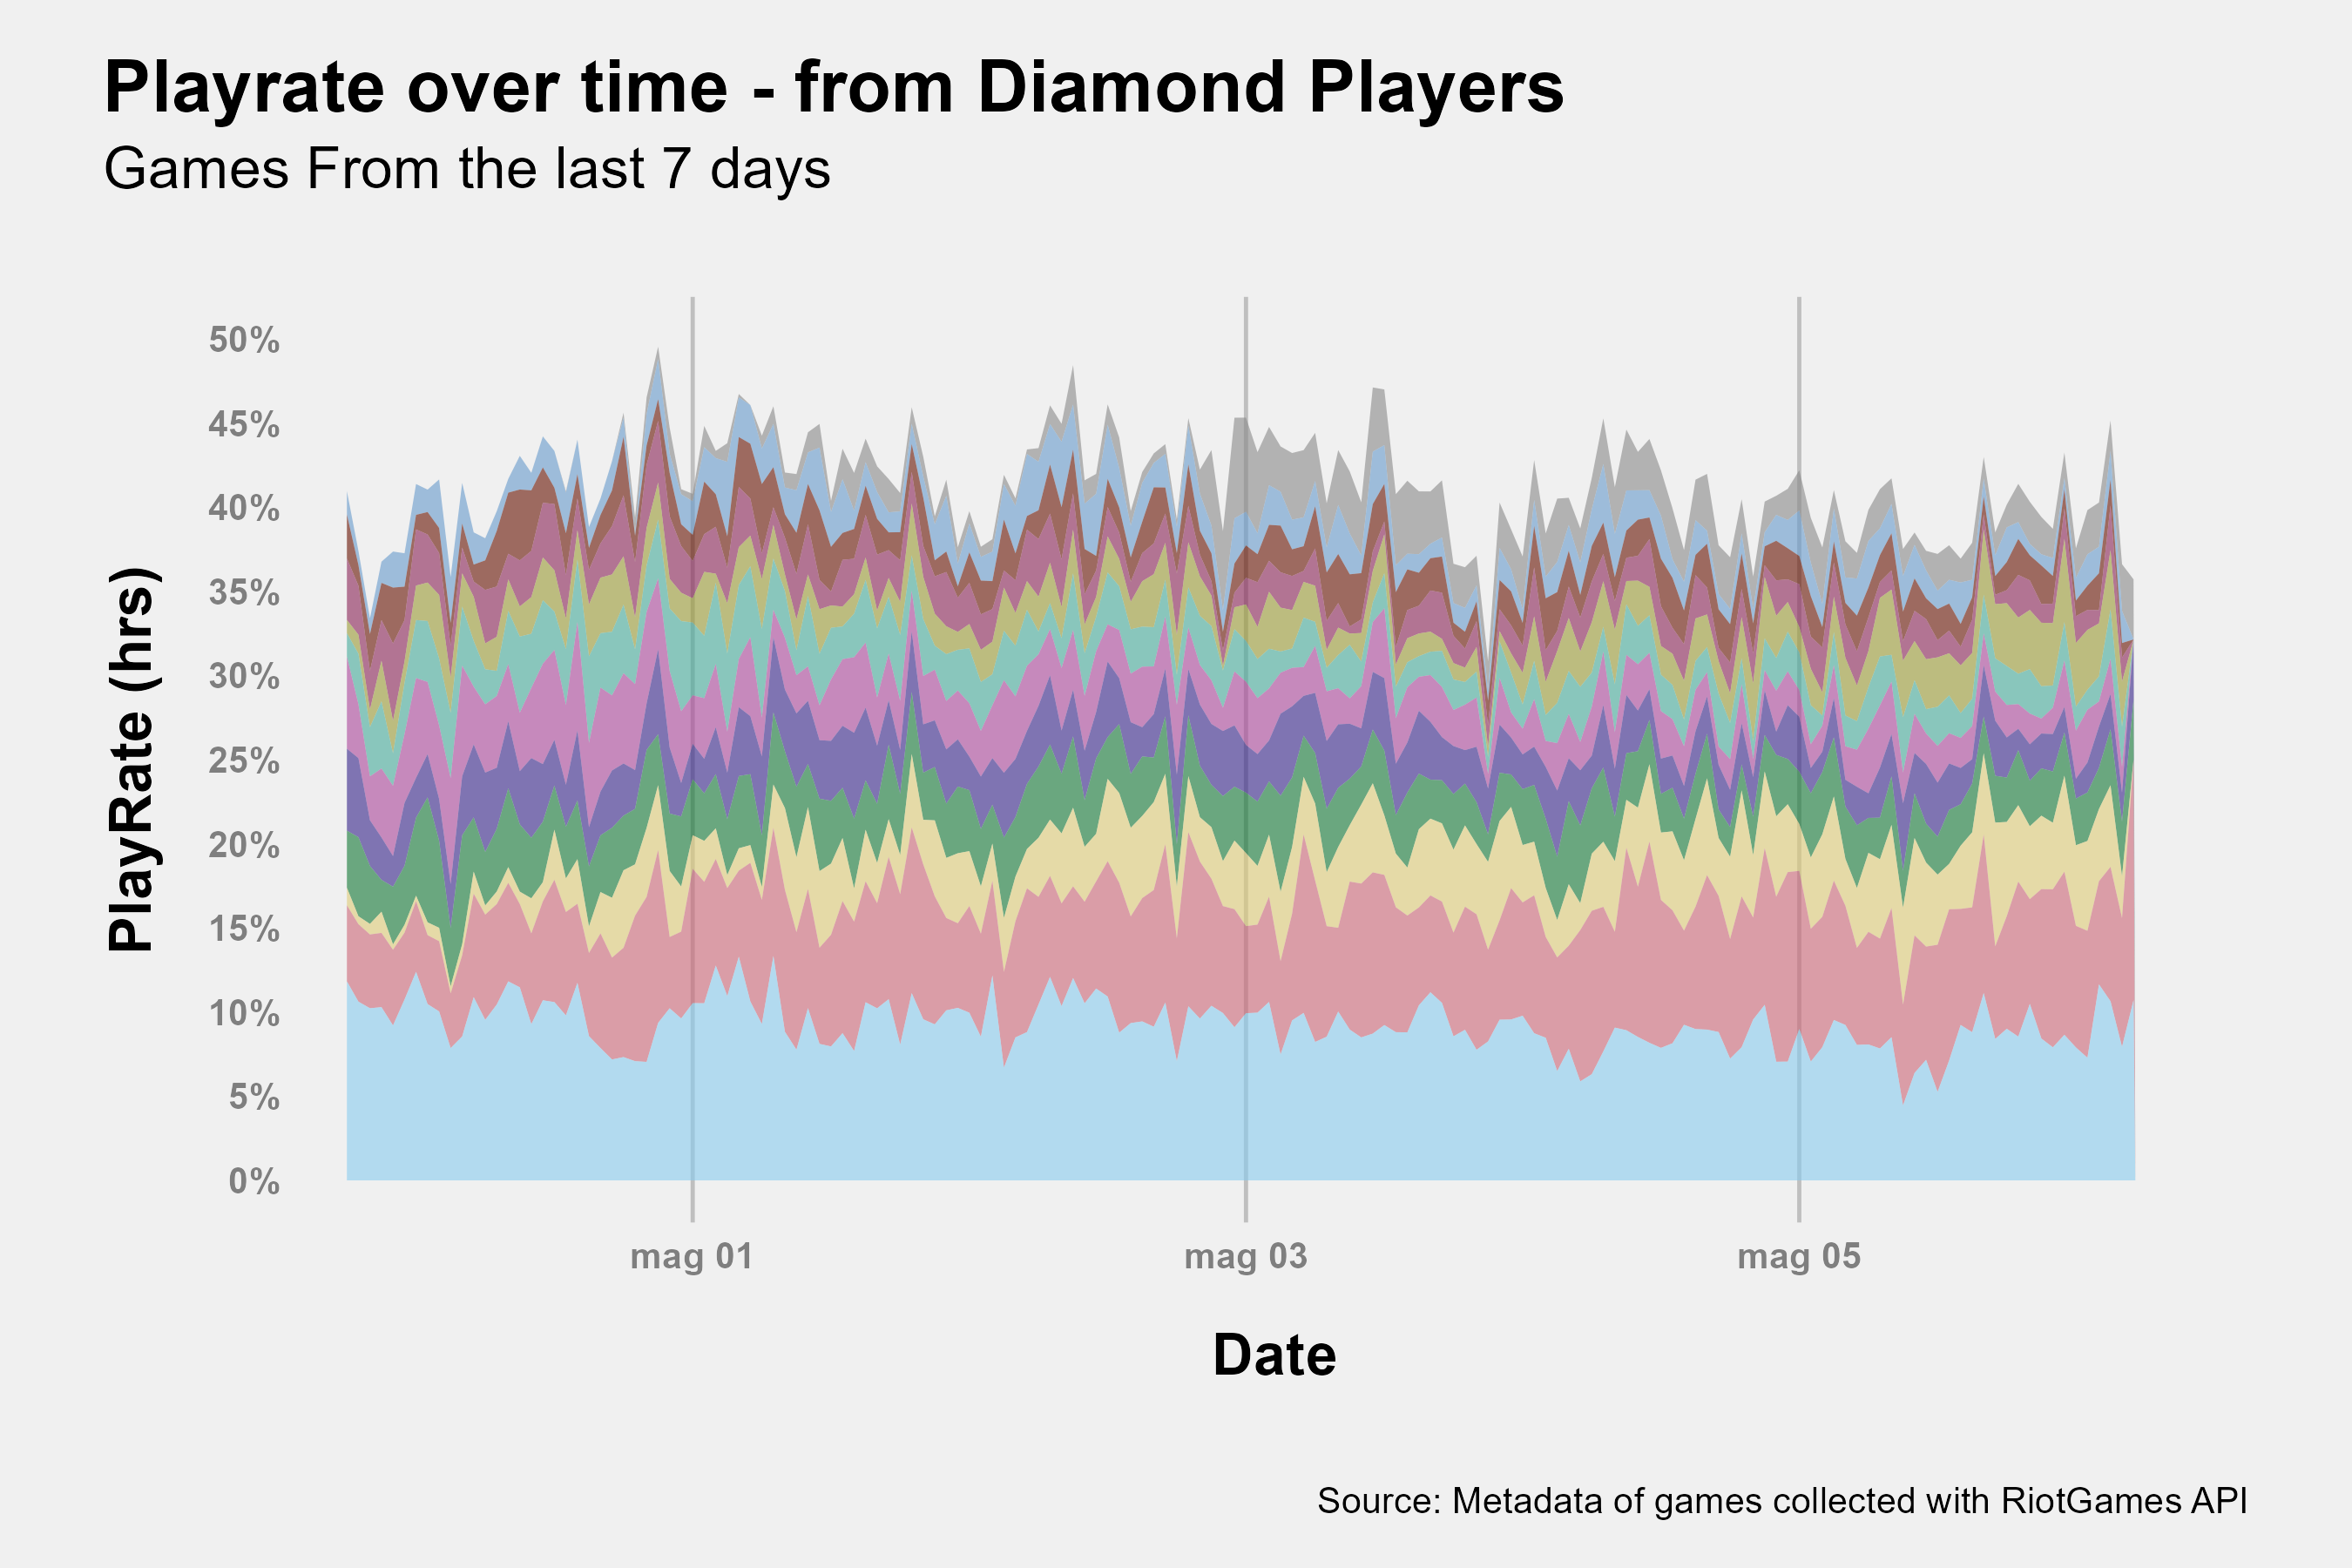 Playrate over time - from Diamond Players
Games From the last 7 days
PlayRate (hrs)
50%
45%
40%
35%
30%
25%
20%
15%
10%
5%
0%
mag 01
mag 03
mag 05
Date
Source: Metadata of games collected with RiotGames API